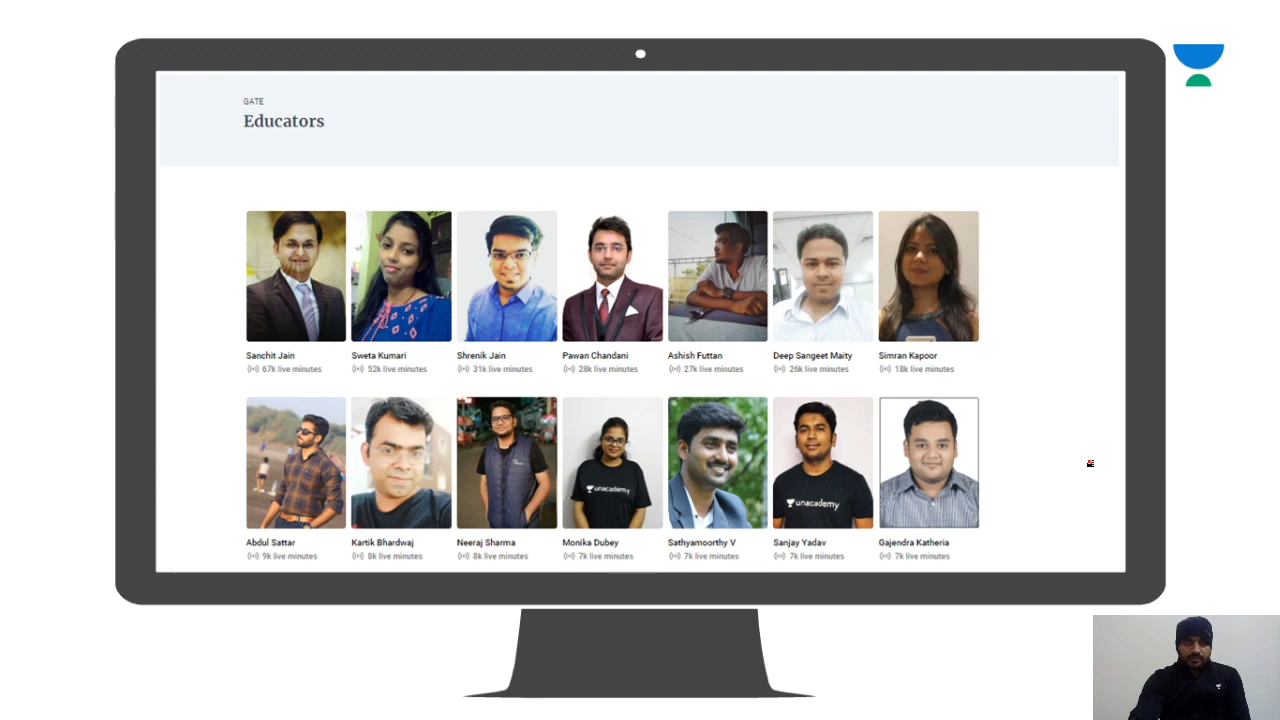 GATE
Educators
Sanchit Jain
67k live minutes
Sweta Kumari
52k live minutes
Shrenik Jain
31k live minutes
Pawan Chandani
28k live minutes
Ashish Futtan
27k live minutes
Deep Sangeet Maity
26k live minutes
Simran Kapoor
18k live minutes
unacademy
unacademy
Abdul Sattar
9k live minutes
Kartik Bhardwaj
8k live minutes
Neeraj Sharma
8k live minutes
Monika Dubey
7k live minutes
Sathyamoorthy V
7k live minutes
Sanjay Yadav
7k live minutes
Gajendra Katheria
7k live minutes